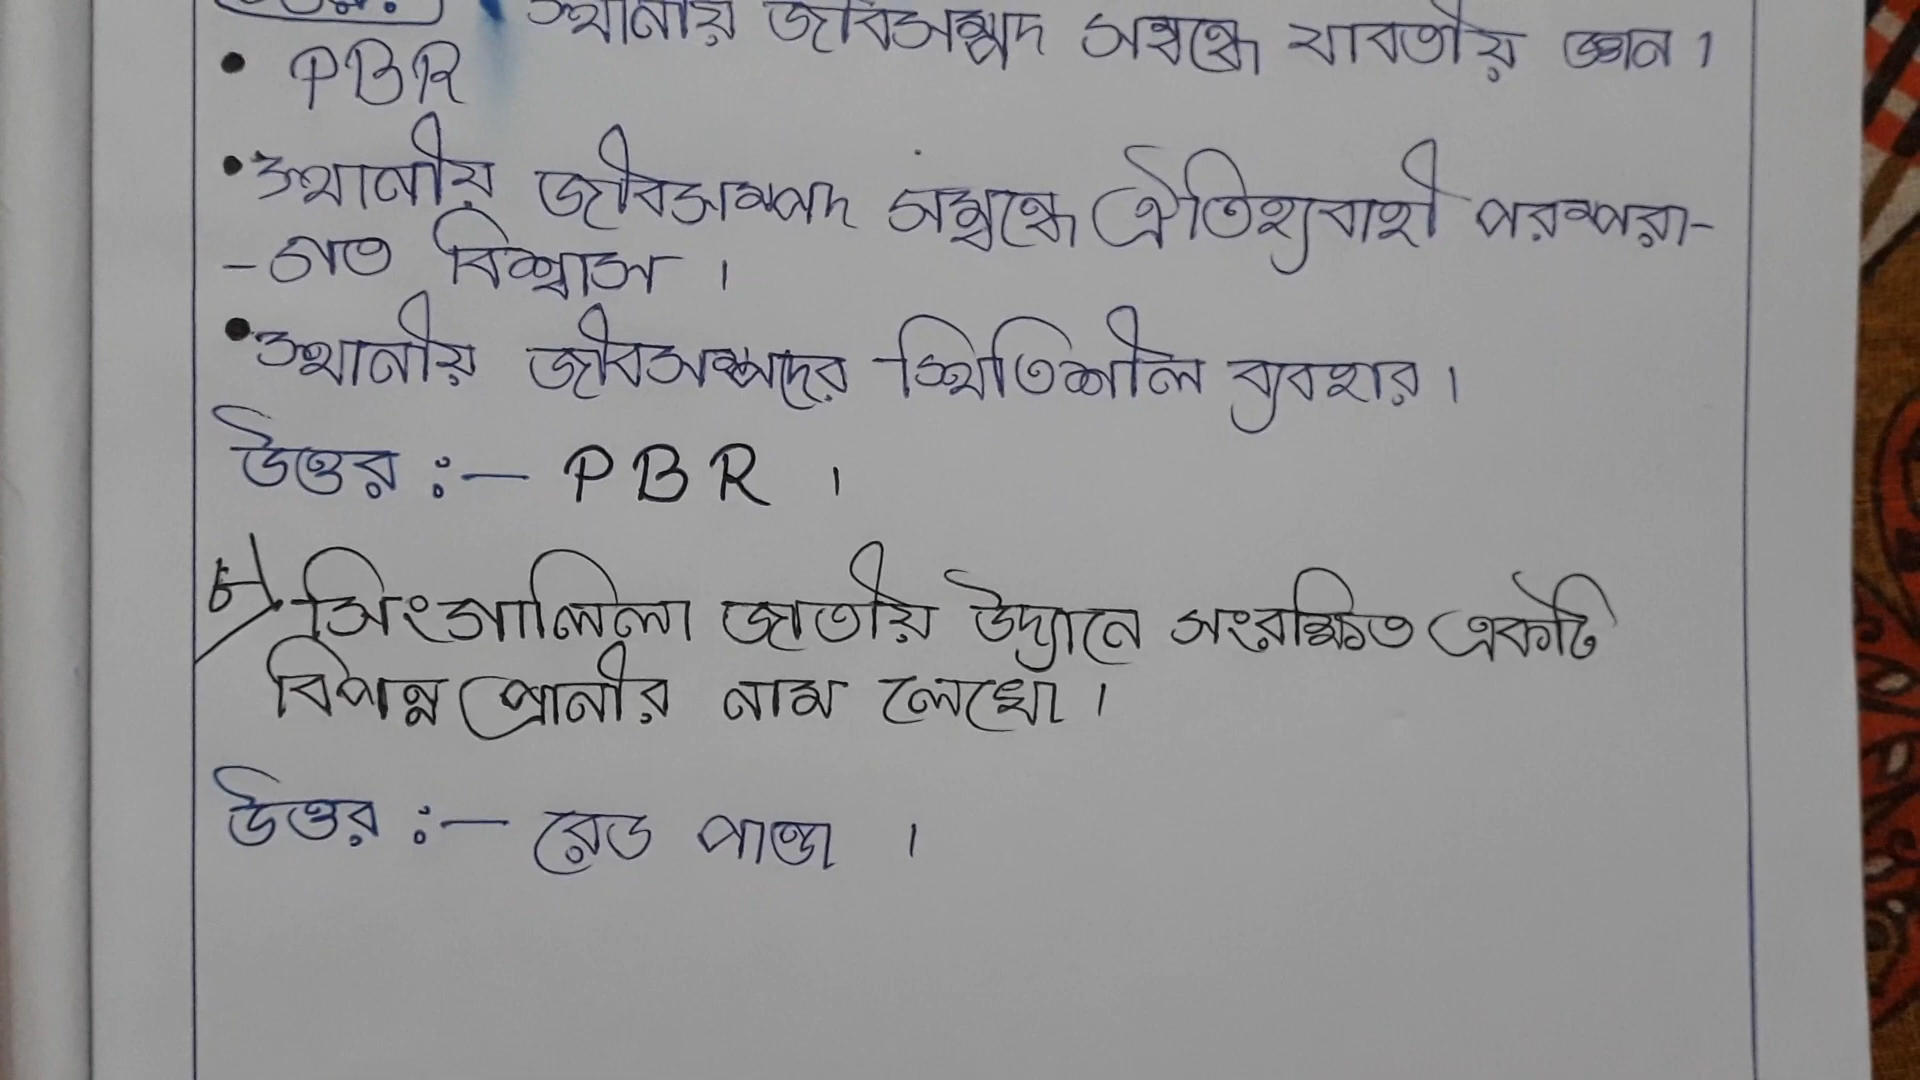 স্থানীয় জীবসম্পদ সম্বন্ধে যাবতীয় জ্ঞান।
• PBR
• স্থানীয় জীবসম্পদ সম্বন্ধে ঐতিহ্যবাহী পরম্পরা-
-গত বিশ্বাস ।
• স্থানীয় জীবসম্পদের স্থিতিশীল ব্যবহার ।
উত্তর :– PBR ।
৮) সিংগালিলা জাতীয় উদ্যানে সংরক্ষিত একটি
বিপন্ন প্রানীর নাম লেখো ।
উত্তর :– রেড পান্ডা ।